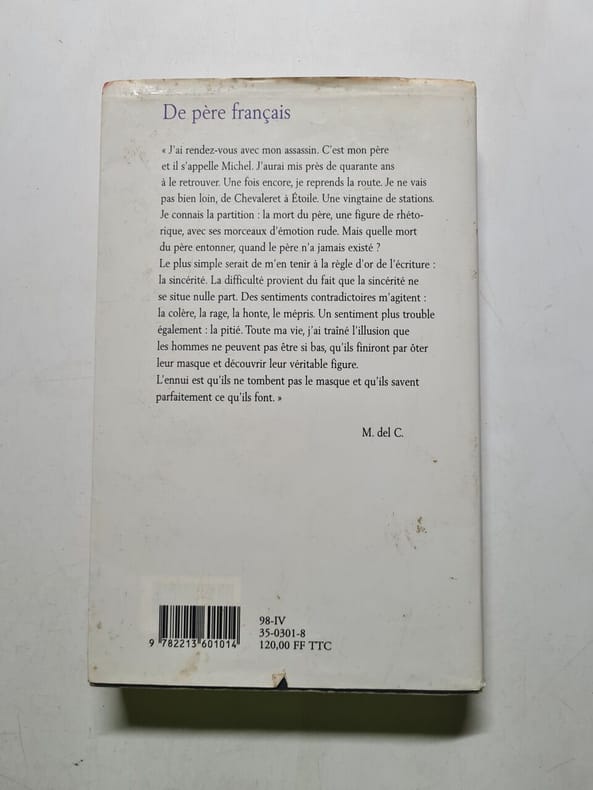 De père français
« J'ai rendez-vous avec mon assassin. C'est mon père
et il s'appelle Michel. J'aurai mis près de quarante ans
à le retrouver. Une fois encore, je reprends la route. Je ne vais
pas bien loin, de Chevaleret à Étoile. Une vingtaine de stations.
Je connais la partition : la mort du père, une figure de rhéto-
rique, avec ses morceaux d'émotion rude. Mais quelle mort
du père entonner, quand le père n'a jamais existé ?
Le plus simple serait de m'en tenir à la règle d'or de l'écriture :
la sincérité. La difficulté provient du fait que la sincérité ne
se situe nulle part. Des sentiments contradictoires m'agitent :
la colère, la rage, la honte, le mépris. Un sentiment plus trouble
également : la pitié. Toute ma vie, j'ai traîné l'illusion que
les hommes ne peuvent pas être si bas, qu'ils finiront par ôter
leur masque et découvrir leur véritable figure.
L'ennui est qu'ils ne tombent pas le masque et qu'ils savent
parfaitement ce qu'ils font. »
M. del C.
98-IV
35-0301-8
120,00 FF TTC
9 782213 601014